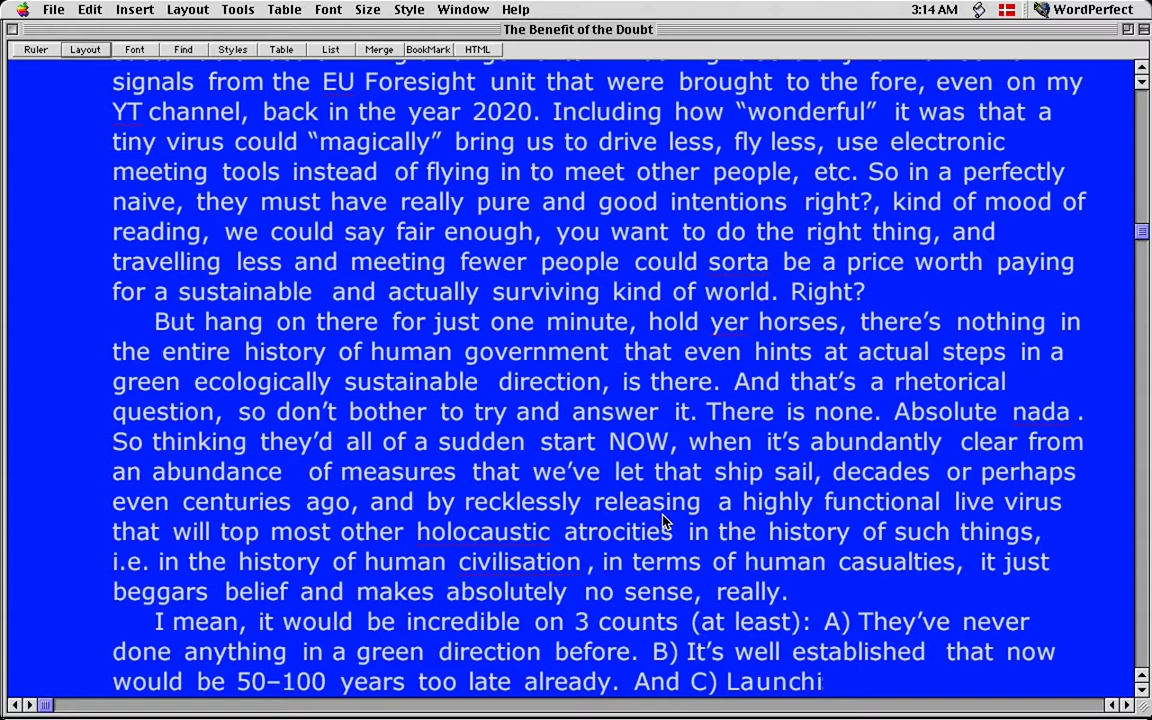 File Edit Insert Layout Tools Table Font Size Style Window Help 3:14 AM WordPerfect
The Benefit of the Doubt
Ruler Layout Font Find Styles Table List Merge BookMark HTML
signals from the EU Foresight unit that were brought to the fore, even on my
YT channel, back in the year 2020. Including how “wonderful” it was that a
tiny virus could “magically” bring us to drive less, fly less, use electronic
meeting tools instead of flying in to meet other people, etc. So in a perfectly
naive, they must have really pure and good intentions right?, kind of mood of
reading, we could say fair enough, you want to do the right thing, and
travelling less and meeting fewer people could sorta be a price worth paying
for a sustainable and actually surviving kind of world. Right?
But hang on there for just one minute, hold yer horses, there’s nothing in
the entire history of human government that even hints at actual steps in a
green ecologically sustainable direction, is there. And that’s a rhetorical
question, so don’t bother to try and answer it. There is none. Absolute nada .
So thinking they’d all of a sudden start NOW, when it’s abundantly clear from
an abundance of measures that we’ve let that ship sail, decades or perhaps
even centuries ago, and by recklessly releasing a highly functional live virus
that will top most other holocaustic atrocities in the history of such things,
i.e. in the history of human civilisation , in terms of human casualties, it just
beggars belief and makes absolutely no sense, really.
I mean, it would be incredible on 3 counts (at least): A) They’ve never
done anything in a green direction before. B) It’s well established that now
would be 50–100 years too late already. And C) Launchi